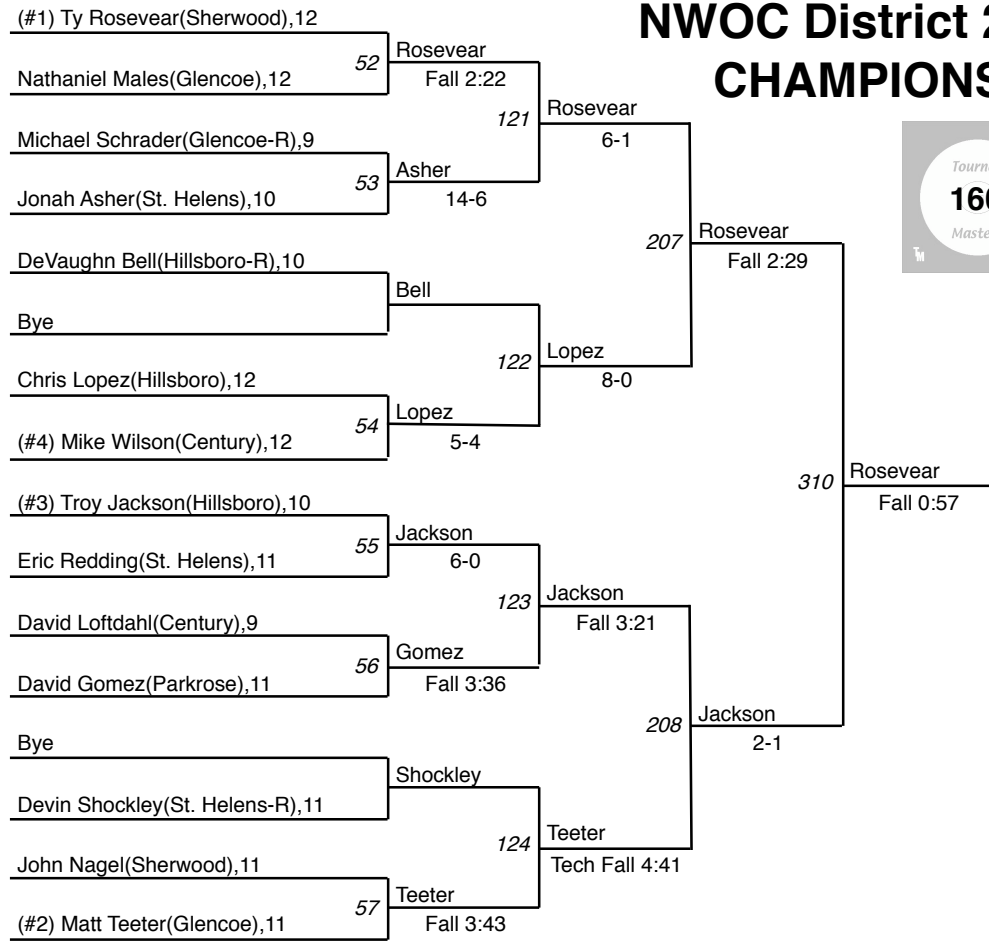 NWOC District 2
CHAMPIONS
Tourn
160
Maste
TM
(#1) Ty Rosevear(Sherwood),12
52
Rosevear
Fall 2:22
Nathaniel Males(Glencoe),12
121
Rosevear
6-1
Michael Schrader(Glencoe-R),9
53
Asher
14-6
Jonah Asher(St. Helens),10
207
Rosevear
Fall 2:29
DeVaughn Bell(Hillsboro-R),10
Bell
Bye
122
Lopez
8-0
Chris Lopez(Hillsboro),12
54
Lopez
5-4
(#4) Mike Wilson(Century),12
310
Rosevear
Fall 0:57
(#3) Troy Jackson(Hillsboro),10
55
Jackson
6-0
Eric Redding(St. Helens),11
123
Jackson
Fall 3:21
David Loftdahl(Century),9
56
Gomez
Fall 3:36
David Gomez(Parkrose),11
208
Jackson
2-1
Bye
Shockley
Devin Shockley(St. Helens-R),11
124
Teeter
Tech Fall 4:41
John Nagel(Sherwood),11
57
Teeter
Fall 3:43
(#2) Matt Teeter(Glencoe),11